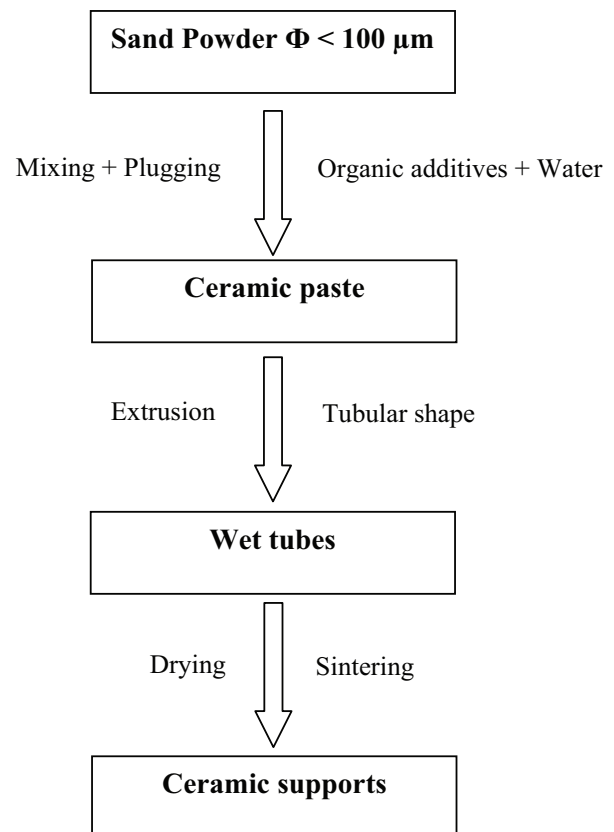 Sand Powder Φ < 100 µm
Mixing + Plugging
Organic additives + Water
Ceramic paste
Extrusion
Tubular shape
Wet tubes
Drying
Sintering
Ceramic supports